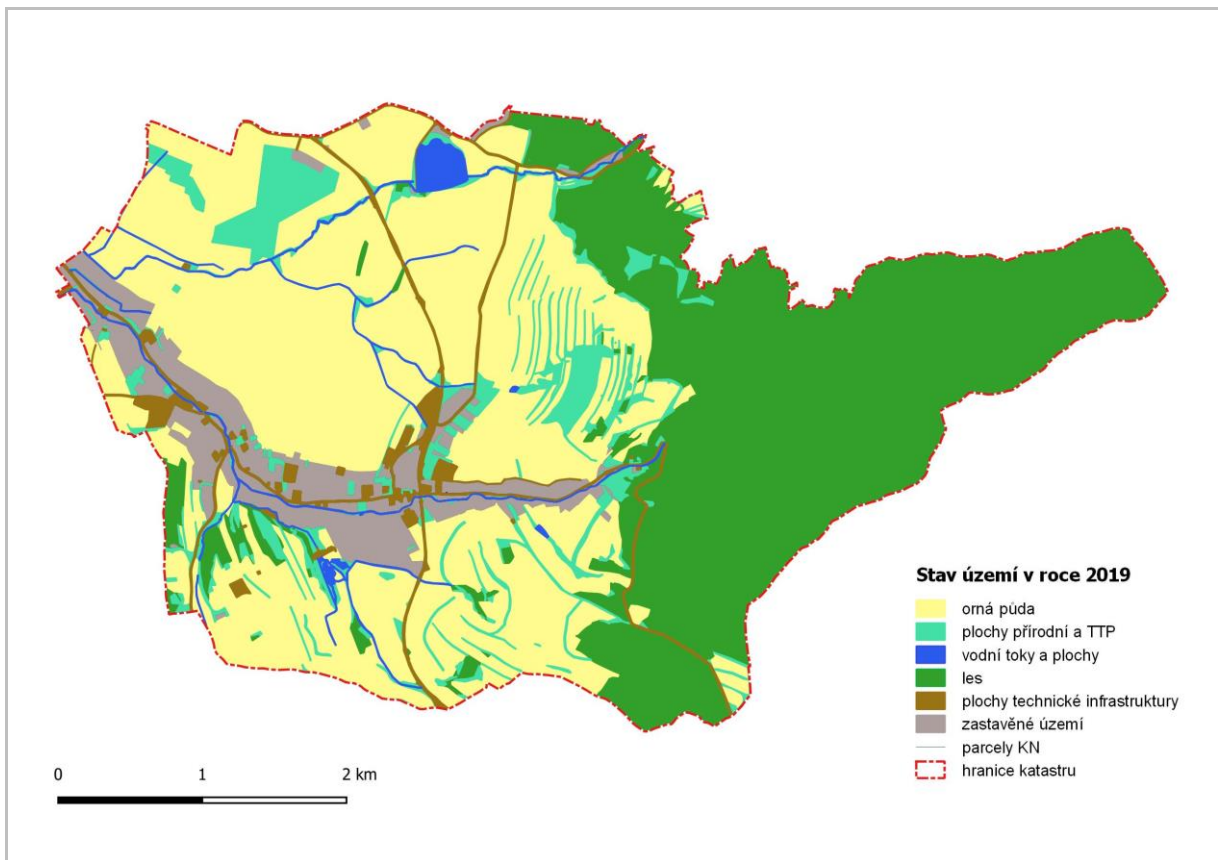 Stav území v roce 2019
orná půda
plochy přírodní a TTP
vodní toky a plochy
les
plochy technické infrastruktury
zastavěné území
parcely KN
hranice katastru
0 1 2 km